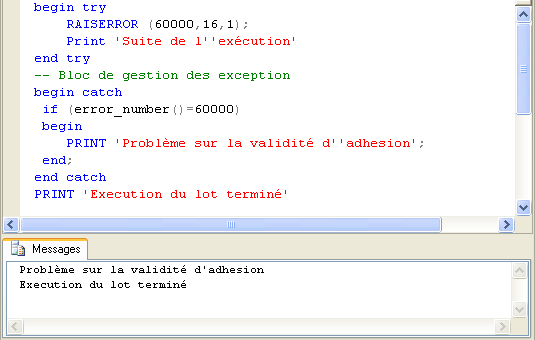 begin try
RAISERROR (60000,16,1);
Print 'Suite de l''exécution'
end try
-- Bloc de gestion des exception
begin catch
if (error_number()=60000)
begin
PRINT 'Problème sur la validité d''adhesion';
end;
end catch
PRINT 'Execution du lot terminé'
Messages
Problème sur la validité d'adhesion
Execution du lot terminé